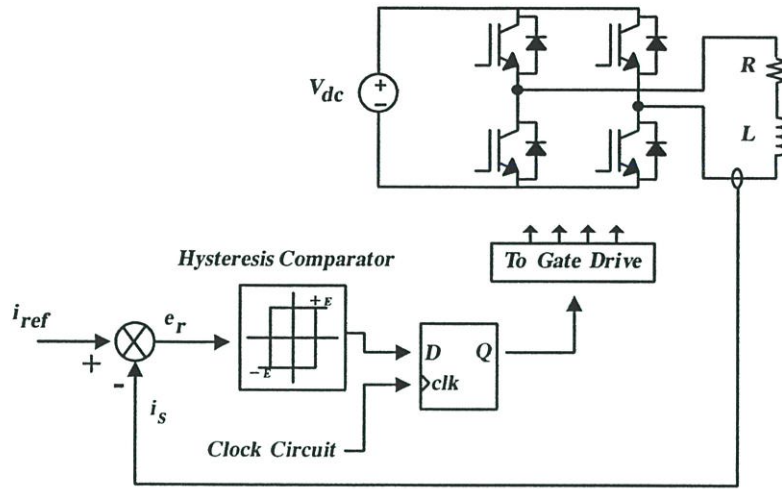 V_dc
R
L
To Gate Drive
Hysteresis Comparator
+E
-E
i_ref
+
e_r
-
i_s
D
Q
clk
Clock Circuit